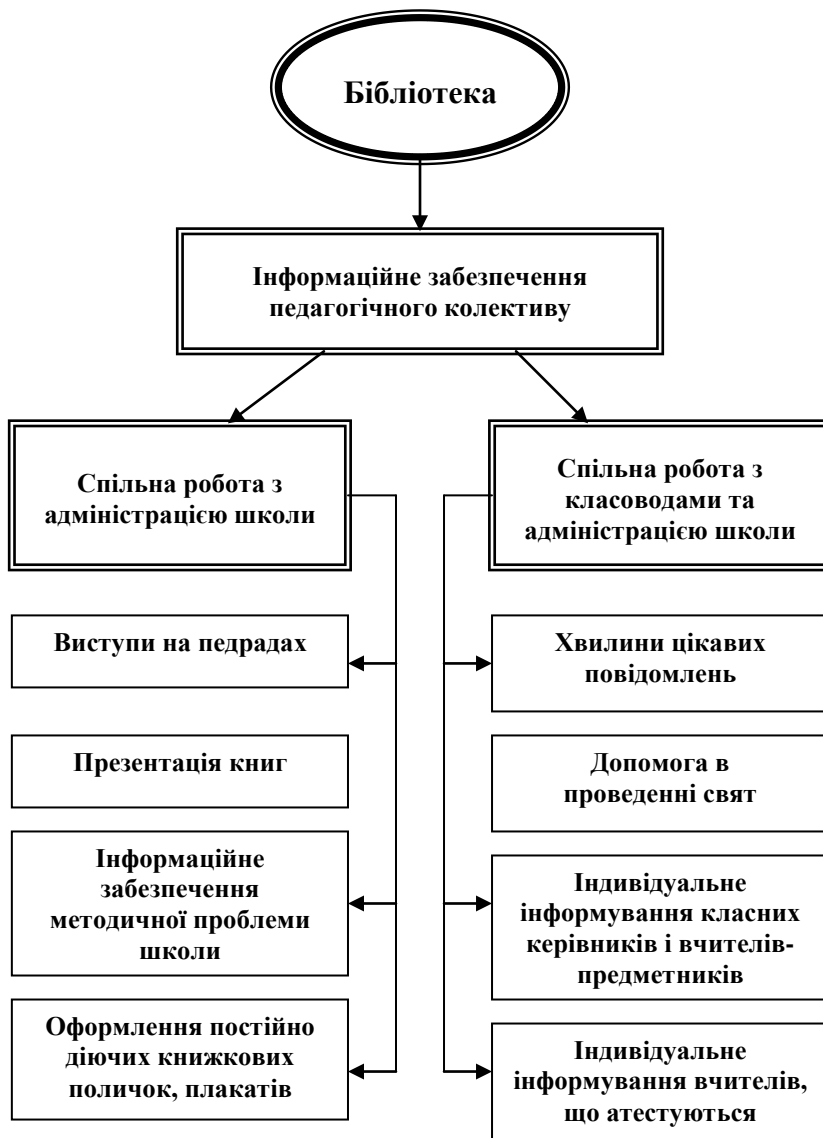 Бібліотека
Інформаційне забезпечення
педагогічного колективу
Спільна робота з
адміністрацією школи
Спільна робота з
класоводами та
адміністрацією школи
Виступи на педрадах
Хвилини цікавих
повідомлень
Презентація книг
Допомога в
проведенні свят
Інформаційне
забезпечення
методичної проблеми
школи
Індивідуальне
інформування класних
керівників і вчителів-
предметників
Оформлення постійно
діючих книжкових
поличок, плакатів
Індивідуальне
інформування вчителів,
що атестуються